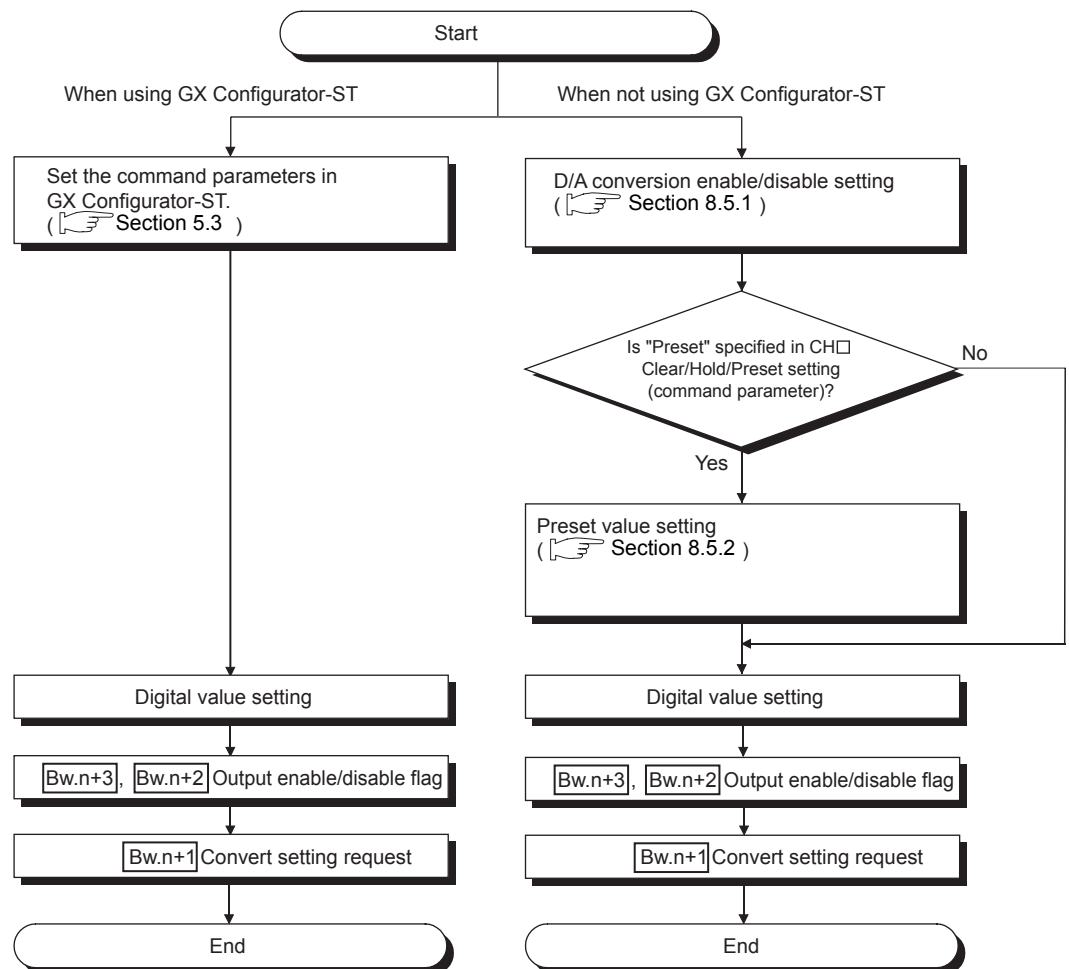 Start
When using GX Configurator-ST
When not using GX Configurator-ST
Set the command parameters in
GX Configurator-ST.
( Section 5.3 )
D/A conversion enable/disable setting
( Section 8.5.1 )
Is "Preset" specified in CH□
Clear/Hold/Preset setting
(command parameter)?
No
Yes
Preset value setting
( Section 8.5.2 )
Digital value setting
Digital value setting
Bw.n+3, Bw.n+2 Output enable/disable flag
Bw.n+3, Bw.n+2 Output enable/disable flag
Bw.n+1 Convert setting request
Bw.n+1 Convert setting request
End
End